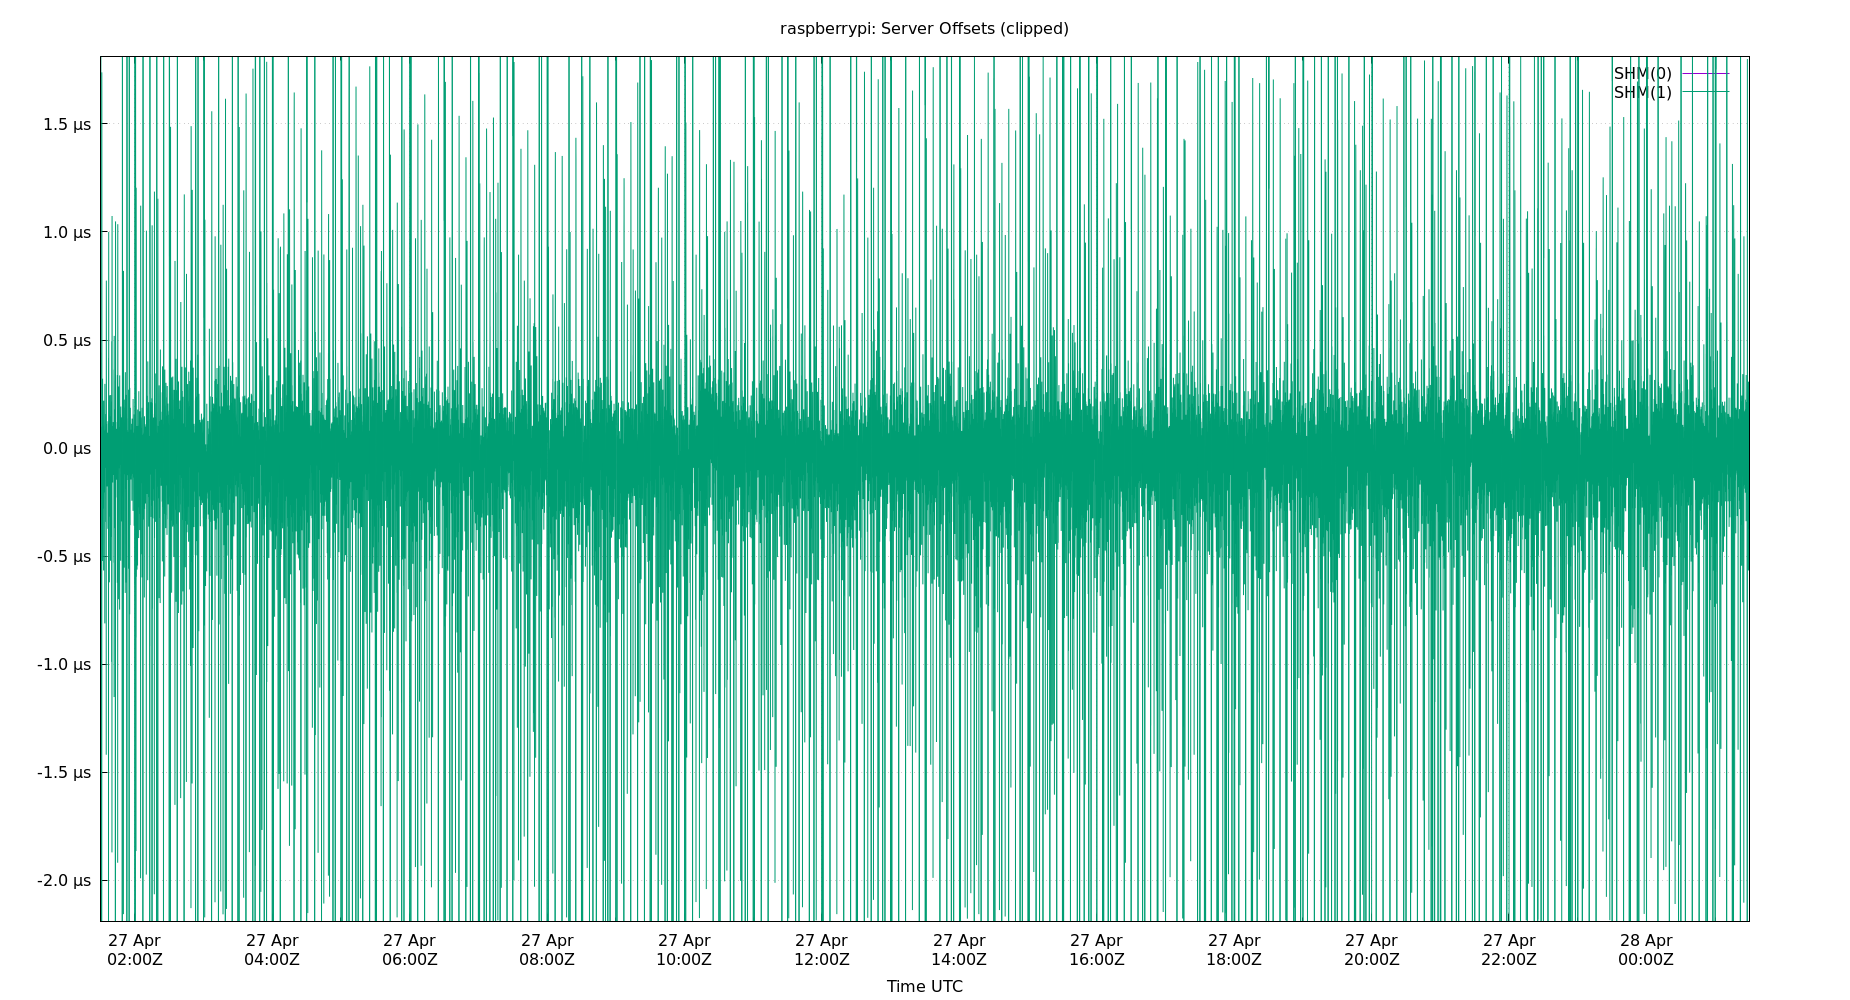 raspberrypi: Server Offsets (clipped)
SHM(0)
SHM(1)
1.5 µs
1.0 µs
0.5 µs
0.0 µs
-0.5 µs
-1.0 µs
-1.5 µs
-2.0 µs
27 Apr 27 Apr 27 Apr 27 Apr 27 Apr 27 Apr 27 Apr 27 Apr 27 Apr 27 Apr 27 Apr 28 Apr
02:00Z 04:00Z 06:00Z 08:00Z 10:00Z 12:00Z 14:00Z 16:00Z 18:00Z 20:00Z 22:00Z 00:00Z
Time UTC